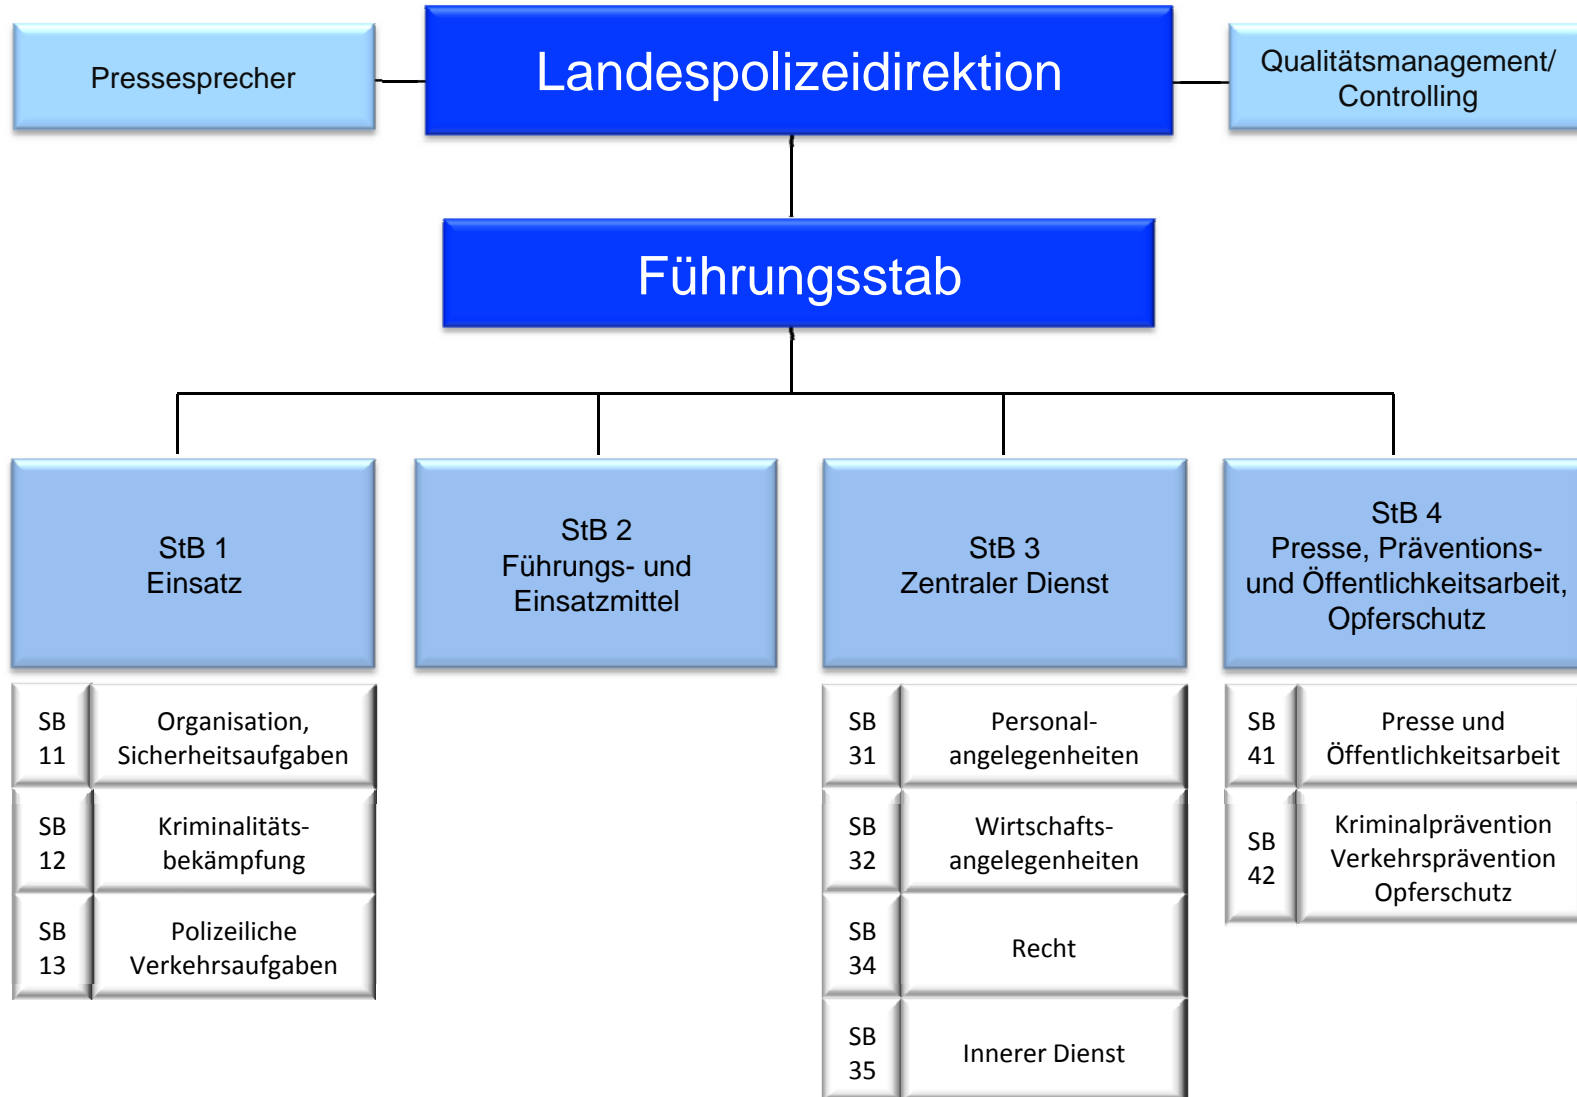 Pressesprecher
Landespolizeidirektion
Qualitätsmanagement/
Controlling
Führungsstab
StB 1
Einsatz
StB 2
Führungs- und
Einsatzmittel
StB 3
Zentraler Dienst
StB 4
Presse, Präventions-
und Öffentlichkeitsarbeit,
Opferschutz
SB
11
Organisation,
Sicherheitsaufgaben
SB
12
Kriminalitäts-
bekämpfung
SB
13
Polizeiliche
Verkehrsaufgaben
SB
31
Personal-
angelegenheiten
SB
32
Wirtschafts-
angelegenheiten
SB
34
Recht
SB
35
Innerer Dienst
SB
41
Presse und
Öffentlichkeitsarbeit
SB
42
Kriminalprävention
Verkehrsprävention
Opferschutz